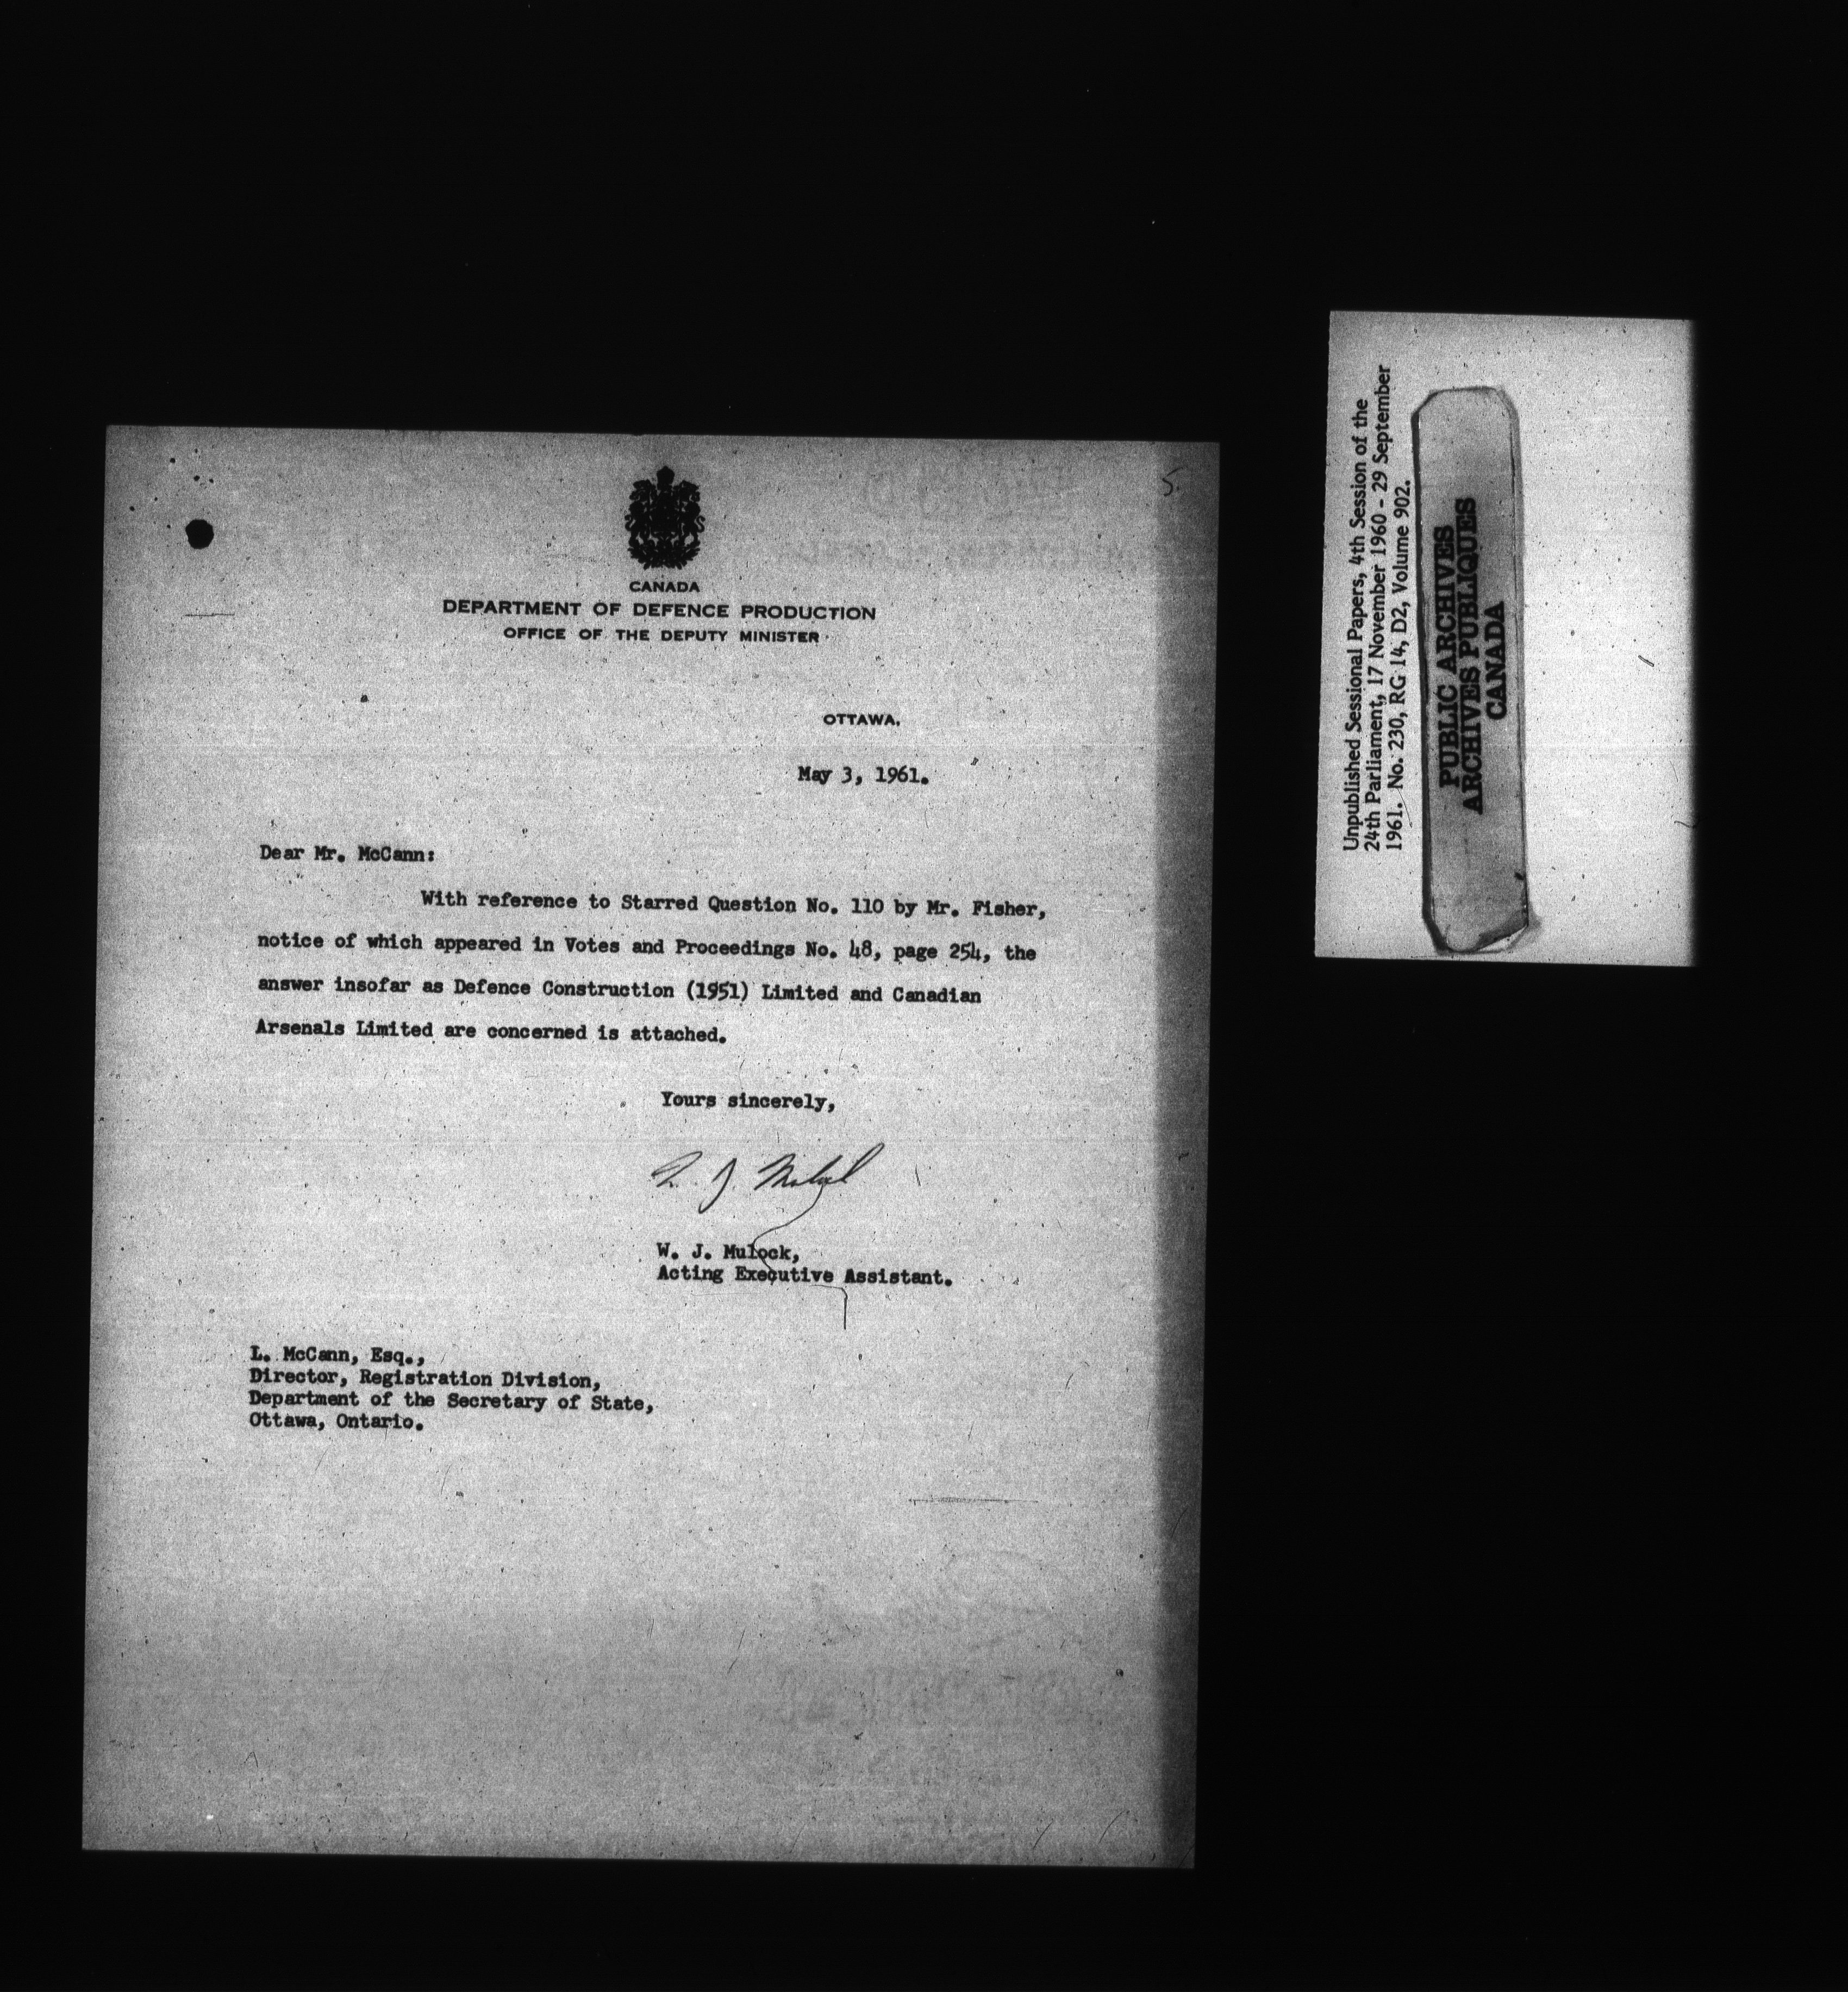 5.
CANADA
DEPARTMENT OF DEFENCE PRODUCTION
OFFICE OF THE DEPUTY MINISTER
OTTAWA,
May 3, 1961.
Dear Mr. McCann:
With reference to Starred Question No. 110 by Mr. Fisher,
notice of which appeared in Votes and Proceedings No. 48, page 254, the
answer insofar as Defence Construction (1951) Limited and Canadian
Arsenals Limited are concerned is attached.
Yours sincerely,
W. J. Mulock,
Acting Executive Assistant.
L. McCann, Esq.,
Director, Registration Division,
Department of the Secretary of State,
Ottawa, Ontario.
Unpublished Sessional Papers, 4th Session of the
24th Parliament, 17 November 1960 - 29 September
1961. No. 230, RG 14, D2, Volume 902.
PUBLIC ARCHIVES
ARCHIVES PUBLIQUES
CANADA